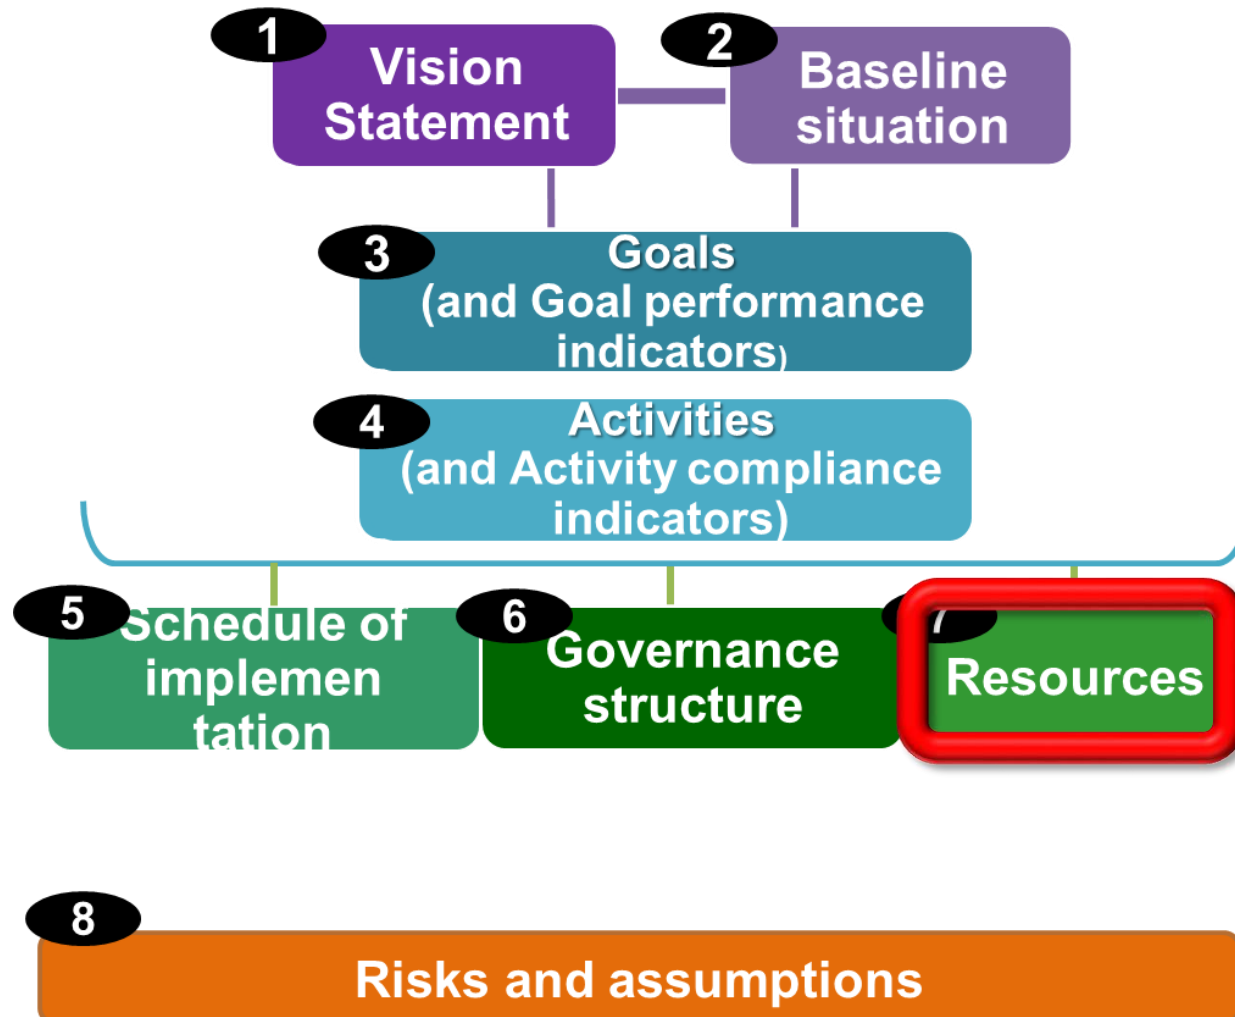 1
Vision
Statement
2
Baseline
situation
3
Goals
(and Goal performance
indicators)
4
Activities
(and Activity compliance
indicators)
5
Schedule of
implemen
tation
6
Governance
structure
7
Resources
8
Risks and assumptions